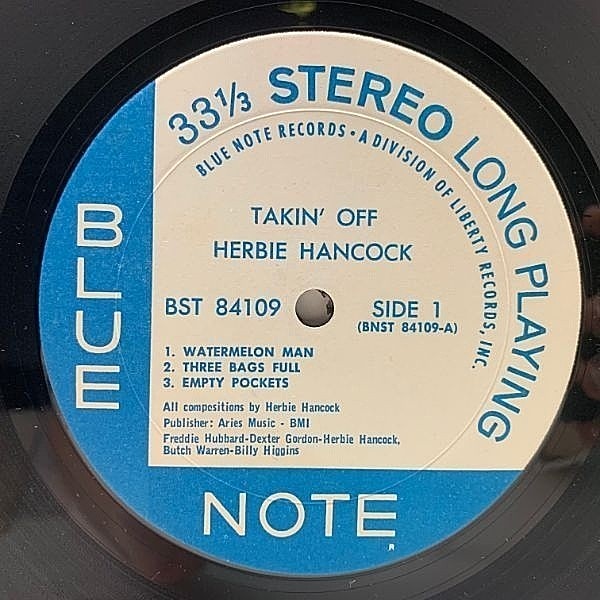 33⅓ STEREO LONG PLAYING
BLUE NOTE RECORDS • A DIVISION OF LIBERTY RECORDS, INC.
TAKIN' OFF
HERBIE HANCOCK
BST 84109
SIDE 1
(BNST 84109-A)
1. WATERMELON MAN
2. THREE BAGS FULL
3. EMPTY POCKETS
All compositions by Herbie Hancock
Publisher: Aries Music - BMI
Freddie Hubbard-Dexter Gordon-Herbie Hancock,
Butch Warren-Billy Higgins
BLUE
NOTE
R